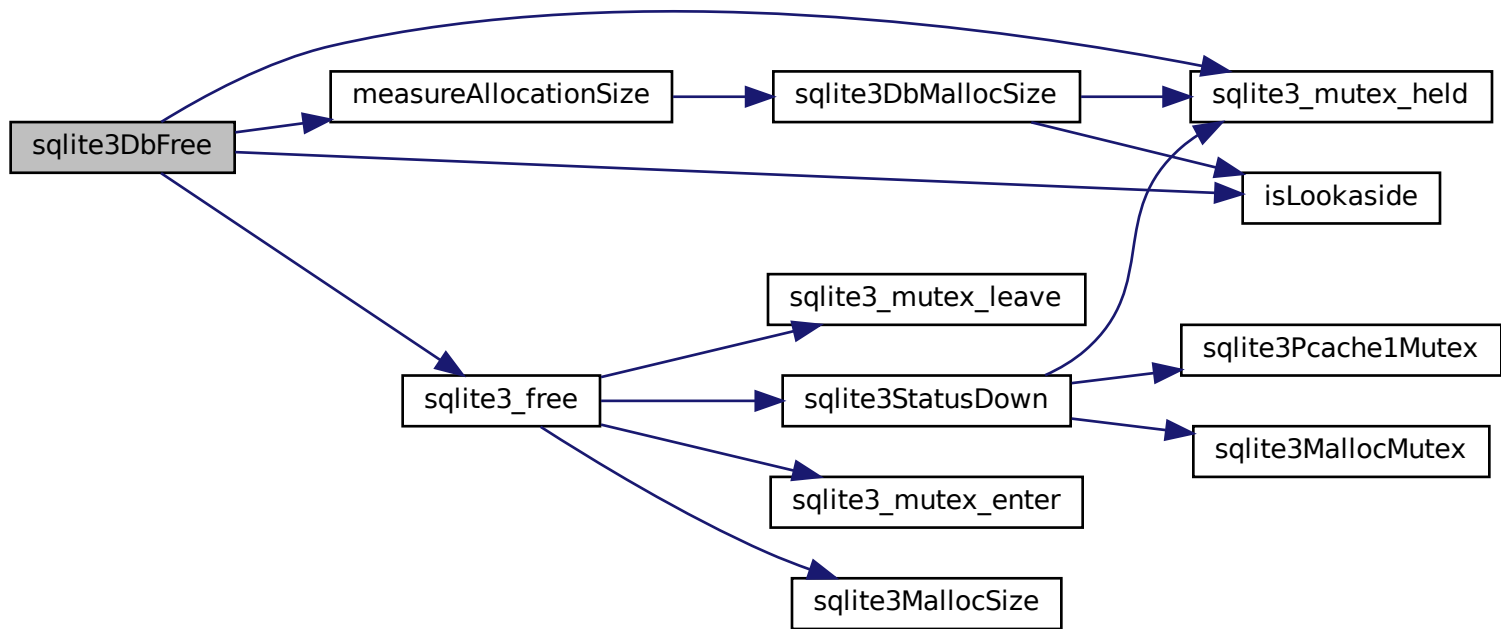 measureAllocationSize
sqlite3DbMallocSize
sqlite3_mutex_held
sqlite3DbFree
isLookaside
sqlite3_mutex_leave
sqlite3Pcache1Mutex
sqlite3_free
sqlite3StatusDown
sqlite3MallocMutex
sqlite3_mutex_enter
sqlite3MallocSize